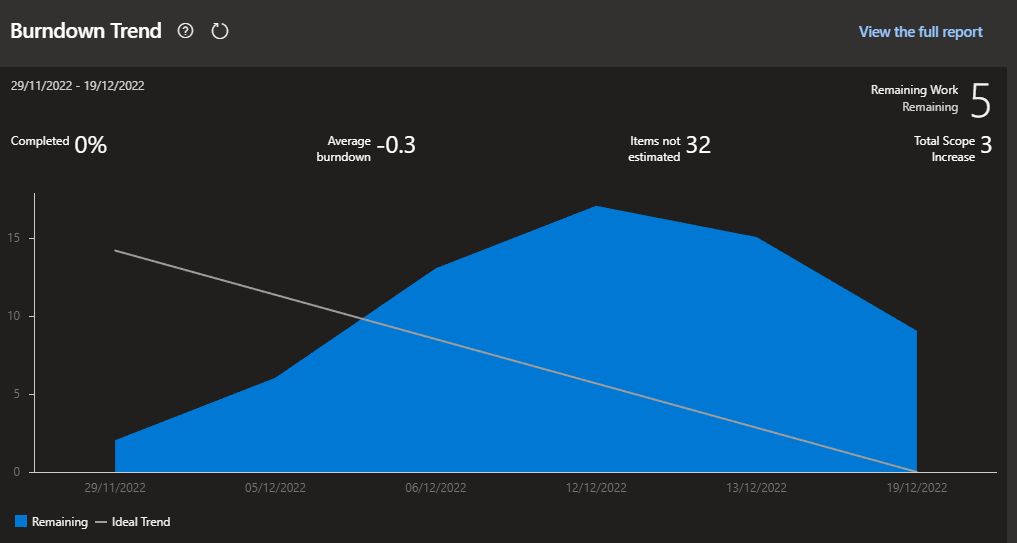 Burndown Trend
View the full report
29/11/2022 - 19/12/2022
Remaining Work
Remaining
5
Completed 0%
Average
burndown
-0.3
Items not
estimated
32
Total Scope
Increase
3
15
10
5
0
29/11/2022 05/12/2022 06/12/2022 12/12/2022 13/12/2022 19/12/2022
Remaining Ideal Trend